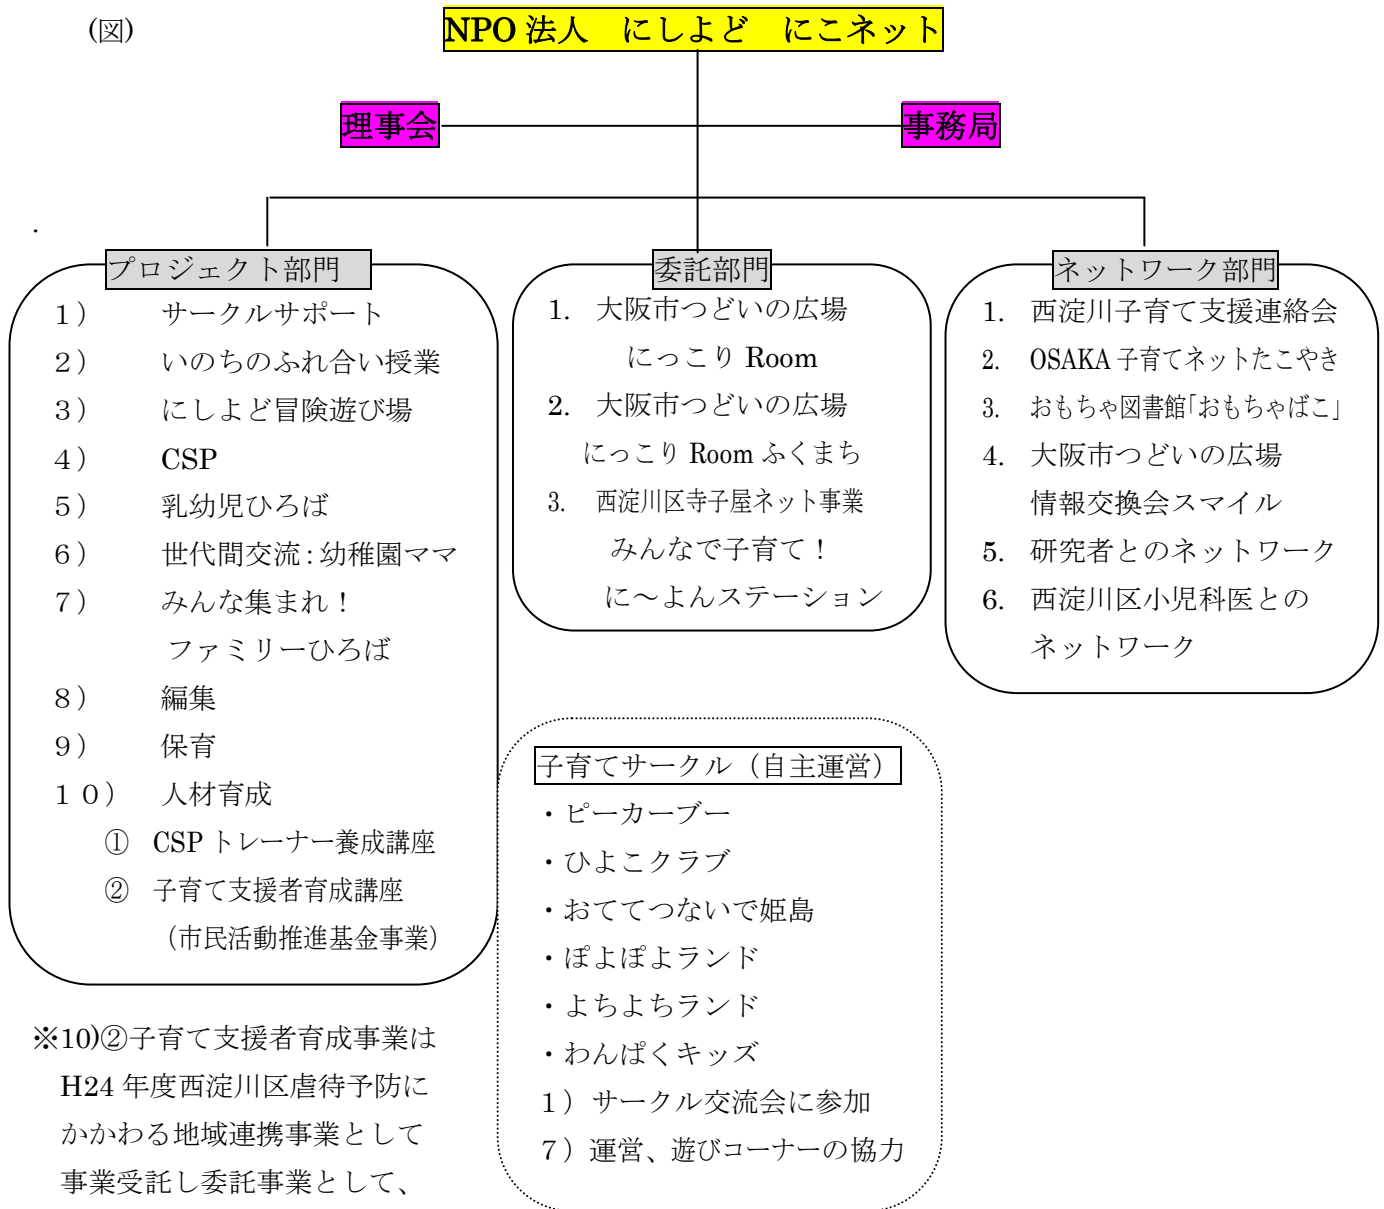 (図)
NPO 法人　にしよど　にこネット
理事会
事務局
.
プロジェクト部門
1）　サークルサポート
2）　いのちのふれ合い授業
3）　にしよど冒険遊び場
4）　CSP
5）　乳幼児ひろば
6）　世代間交流：幼稚園ママ
7）　みんな集まれ！
ファミリーひろば
8）　編集
9）　保育
10）　人材育成
①　CSP トレーナー養成講座
②　子育て支援者育成講座
（市民活動推進基金事業）
※10)②子育て支援者育成事業は
H24 年度西淀川区虐待予防に
かかわる地域連携事業として
事業受託し委託事業として、
委託部門
1.　大阪市つどいの広場
にっこり Room
2.　大阪市つどいの広場
にっこり Room ふくまち
3.　西淀川区寺子屋ネット事業
みんなで子育て！
に～よんステーション
子育てサークル（自主運営）
・ピーカーブー
・ひよこクラブ
・おててつないで姫島
・ぽよぽよランド
・よちよちランド
・わんぱくキッズ
1）サークル交流会に参加
7）運営、遊びコーナーの協力
ネットワーク部門
1.　西淀川子育て支援連絡会
2.　OSAKA 子育てネットたこやき
3.　おもちゃ図書館「おもちゃばこ」
4.　大阪市つどいの広場
情報交換会スマイル
5.　研究者とのネットワーク
6.　西淀川区小児科医との
ネットワーク